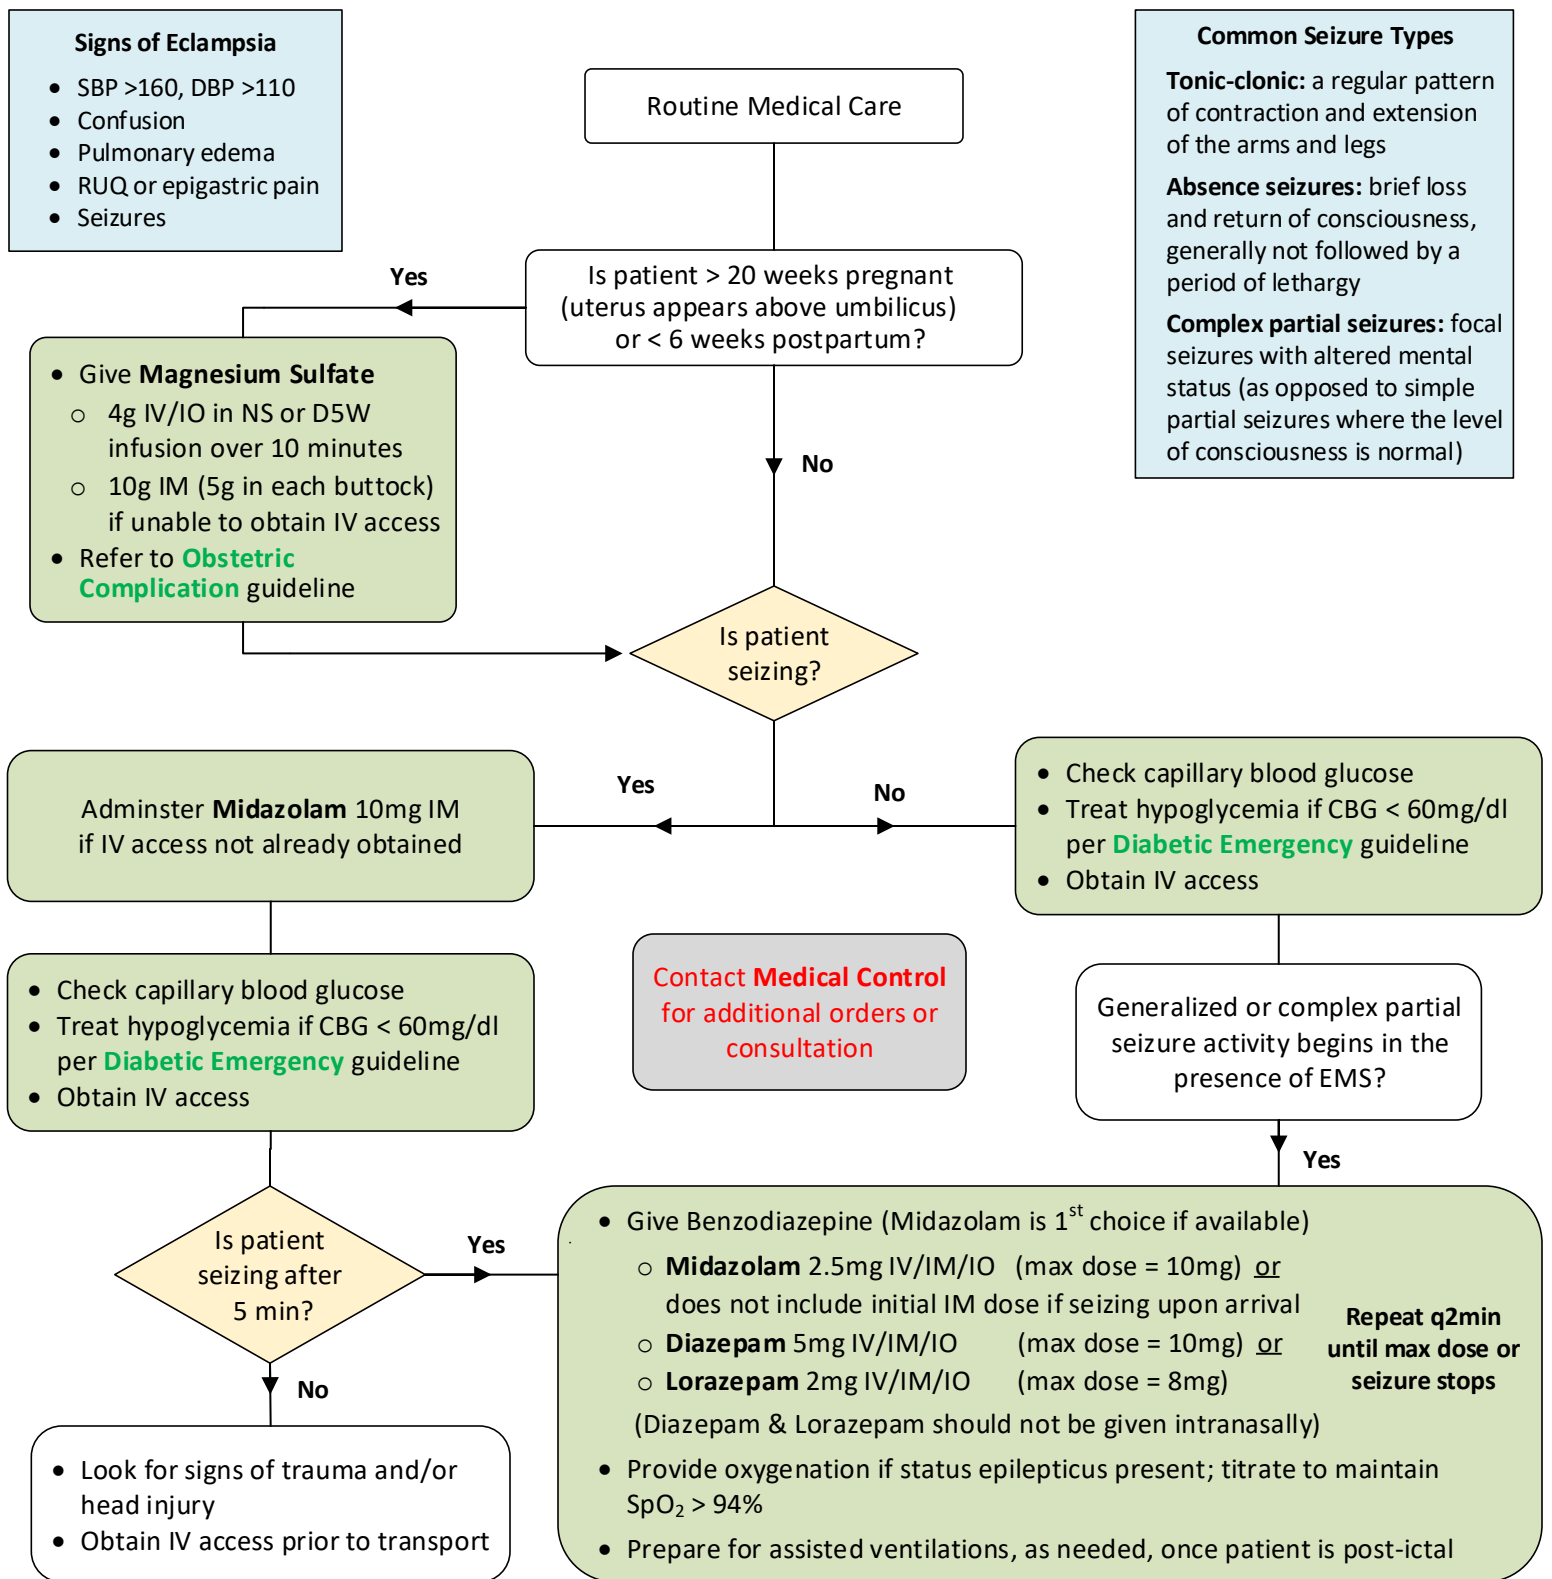 Signs of Eclampsia
• SBP >160, DBP >110
• Confusion
• Pulmonary edema
• RUQ or epigastric pain
• Seizures
Routine Medical Care
Common Seizure Types
Tonic-clonic: a regular pattern
of contraction and extension
of the arms and legs
Absence seizures: brief loss
and return of consciousness,
generally not followed by a
period of lethargy
Complex partial seizures: focal
seizures with altered mental
status (as opposed to simple
partial seizures where the level
of consciousness is normal)
Is patient > 20 weeks pregnant
(uterus appears above umbilicus)
or < 6 weeks postpartum?
Yes
• Give Magnesium Sulfate
o 4g IV/IO in NS or D5W
infusion over 10 minutes
o 10g IM (5g in each buttock)
if unable to obtain IV access
• Refer to Obstetric
Complication guideline
No
Is patient
seizing?
Yes
No
Adminster Midazolam 10mg IM
if IV access not already obtained
• Check capillary blood glucose
• Treat hypoglycemia if CBG < 60mg/dl
per Diabetic Emergency guideline
• Obtain IV access
• Check capillary blood glucose
• Treat hypoglycemia if CBG < 60mg/dl
per Diabetic Emergency guideline
• Obtain IV access
Contact Medical Control
for additional orders or
consultation
Generalized or complex partial
seizure activity begins in the
presence of EMS?
Yes
Is patient
seizing after
5 min?
Yes
No
• Look for signs of trauma and/or
head injury
• Obtain IV access prior to transport
• Give Benzodiazepine (Midazolam is 1st choice if available)
o Midazolam 2.5mg IV/IM/IO (max dose = 10mg) or
does not include initial IM dose if seizing upon arrival
o Diazepam 5mg IV/IM/IO (max dose = 10mg) or
o Lorazepam 2mg IV/IM/IO (max dose = 8mg)
(Diazepam & Lorazepam should not be given intranasally)
Repeat q2min
until max dose or
seizure stops
• Provide oxygenation if status epilepticus present; titrate to maintain
SpO2 > 94%
• Prepare for assisted ventilations, as needed, once patient is post-ictal